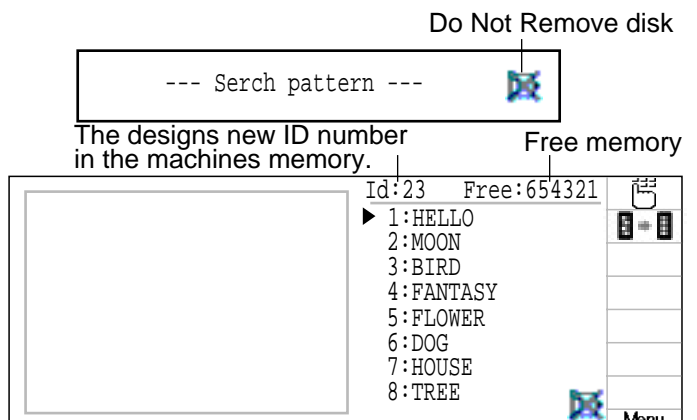 Do Not Remove disk
--- Serch pattern ---
The designs new ID number
in the machines memory.
Free memory
Id:23 Free:654321
1:HELLO
2:MOON
3:BIRD
4:FANTASY
5:FLOWER
6:DOG
7:HOUSE
8:TREE
Menu